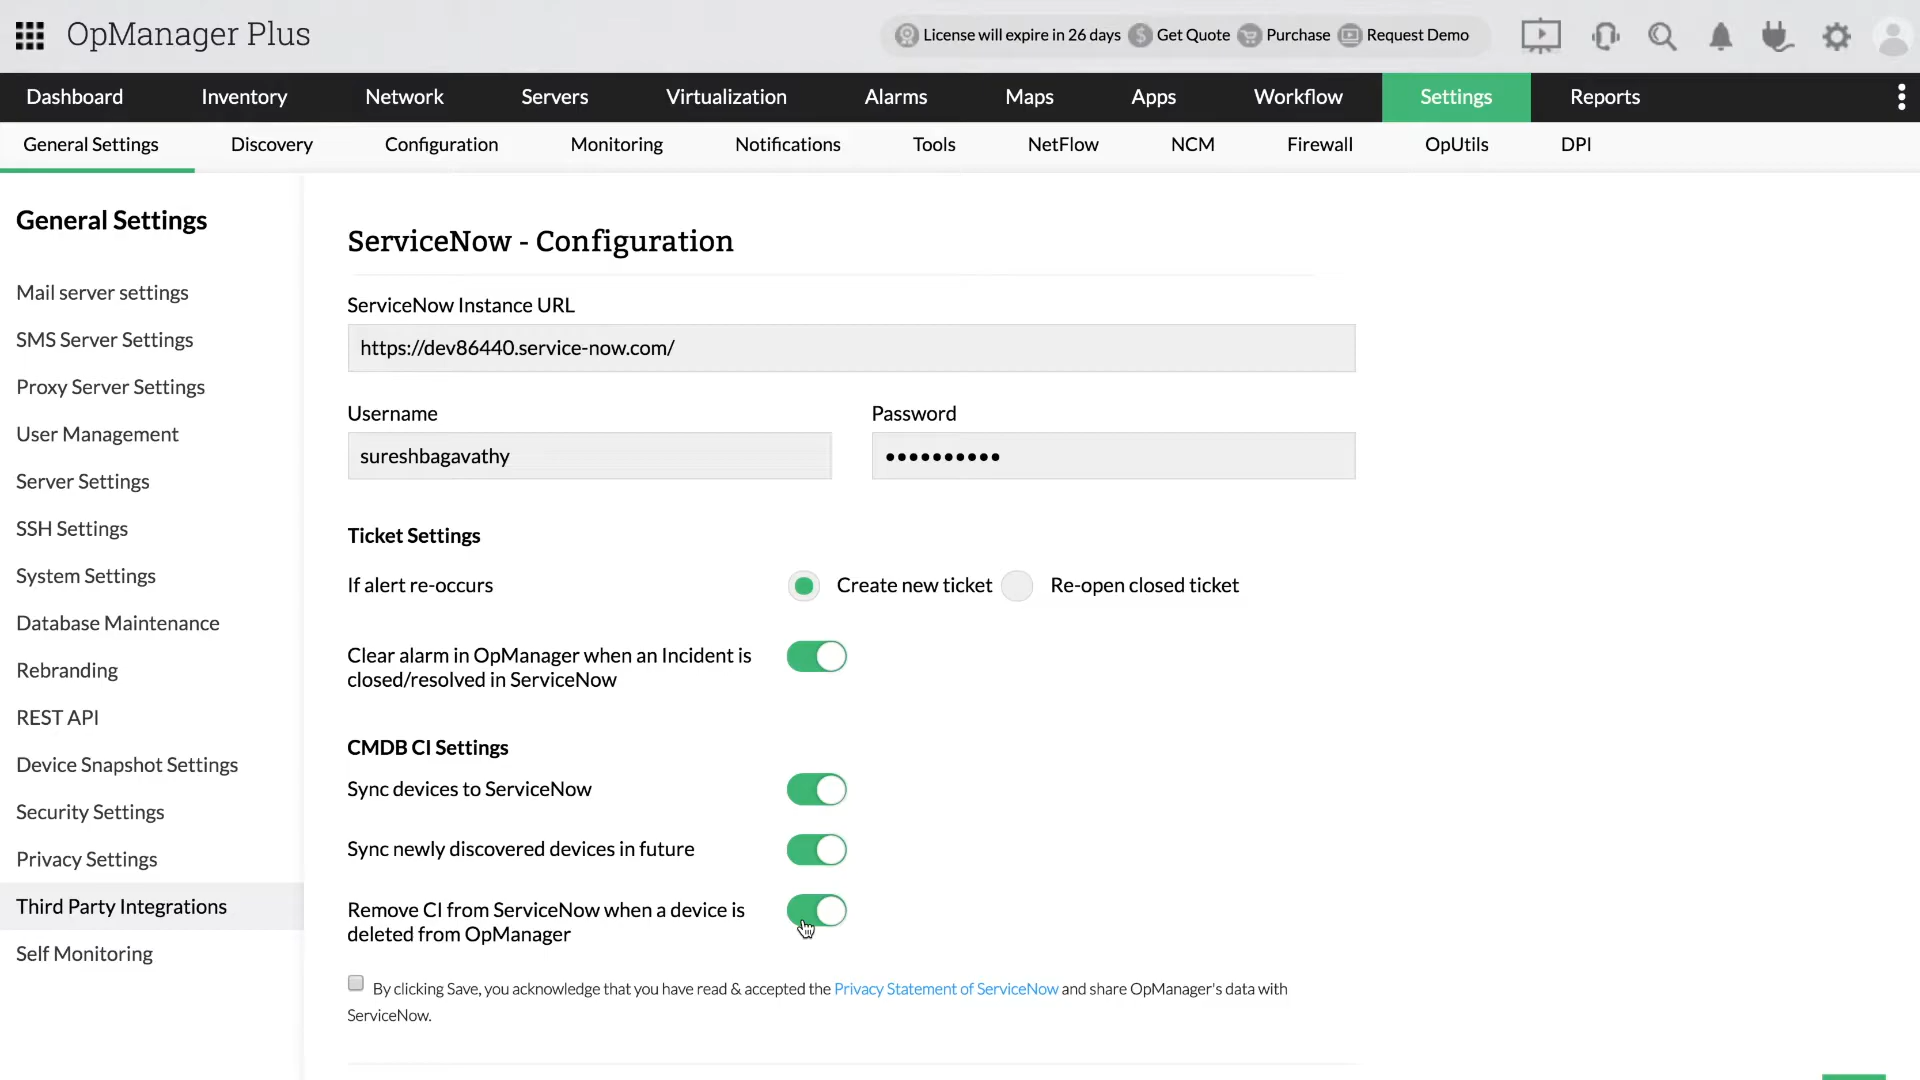 OpManager Plus
License will expire in 26 days Get Quote Purchase Request Demo
Dashboard Inventory Network Servers Virtualization Alarms Maps Apps Workflow Settings Reports
General Settings Discovery Configuration Monitoring Notifications Tools NetFlow NCM Firewall OpUtils DPI
General Settings
Mail server settings
SMS Server Settings
Proxy Server Settings
User Management
Server Settings
SSH Settings
System Settings
Database Maintenance
Rebranding
REST API
Device Snapshot Settings
Security Settings
Privacy Settings
Third Party Integrations
Self Monitoring
ServiceNow - Configuration
ServiceNow Instance URL
https://dev86440.service-now.com/
Username Password
sureshbagavathy ●●●●●●●●●●
Ticket Settings
If alert re-occurs Create new ticket Re-open closed ticket
Clear alarm in OpManager when an Incident is
closed/resolved in ServiceNow
CMDB CI Settings
Sync devices to ServiceNow
Sync newly discovered devices in future
Remove CI from ServiceNow when a device is
deleted from OpManager
By clicking Save, you acknowledge that you have read & accepted the Privacy Statement of ServiceNow and share OpManager's data with
ServiceNow.